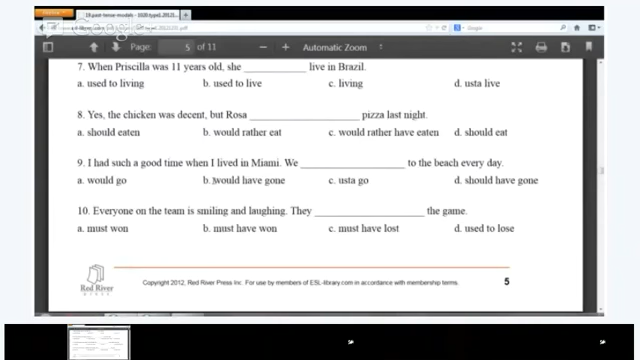 Page: 5 of 11
Automatic Zoom
7. When Priscilla was 11 years old, she ____________ live in Brazil.
a. used to living b. used to live c. living d. usta live
8. Yes, the chicken was decent, but Rosa ____________________ pizza last night.
a. should eaten b. would rather eat c. would rather have eaten d. should eat
9. I had such a good time when I lived in Miami. We ___________________ to the beach every day.
a. would go b. would have gone c. usta go d. should have gone
10. Everyone on the team is smiling and laughing. They ____________________ the game.
a. must won b. must have won c. must have lost d. used to lose
Red River
PRESS
Copyright 2012, Red River Press Inc. For use by members of ESL-library.com in accordance with membership terms.
5